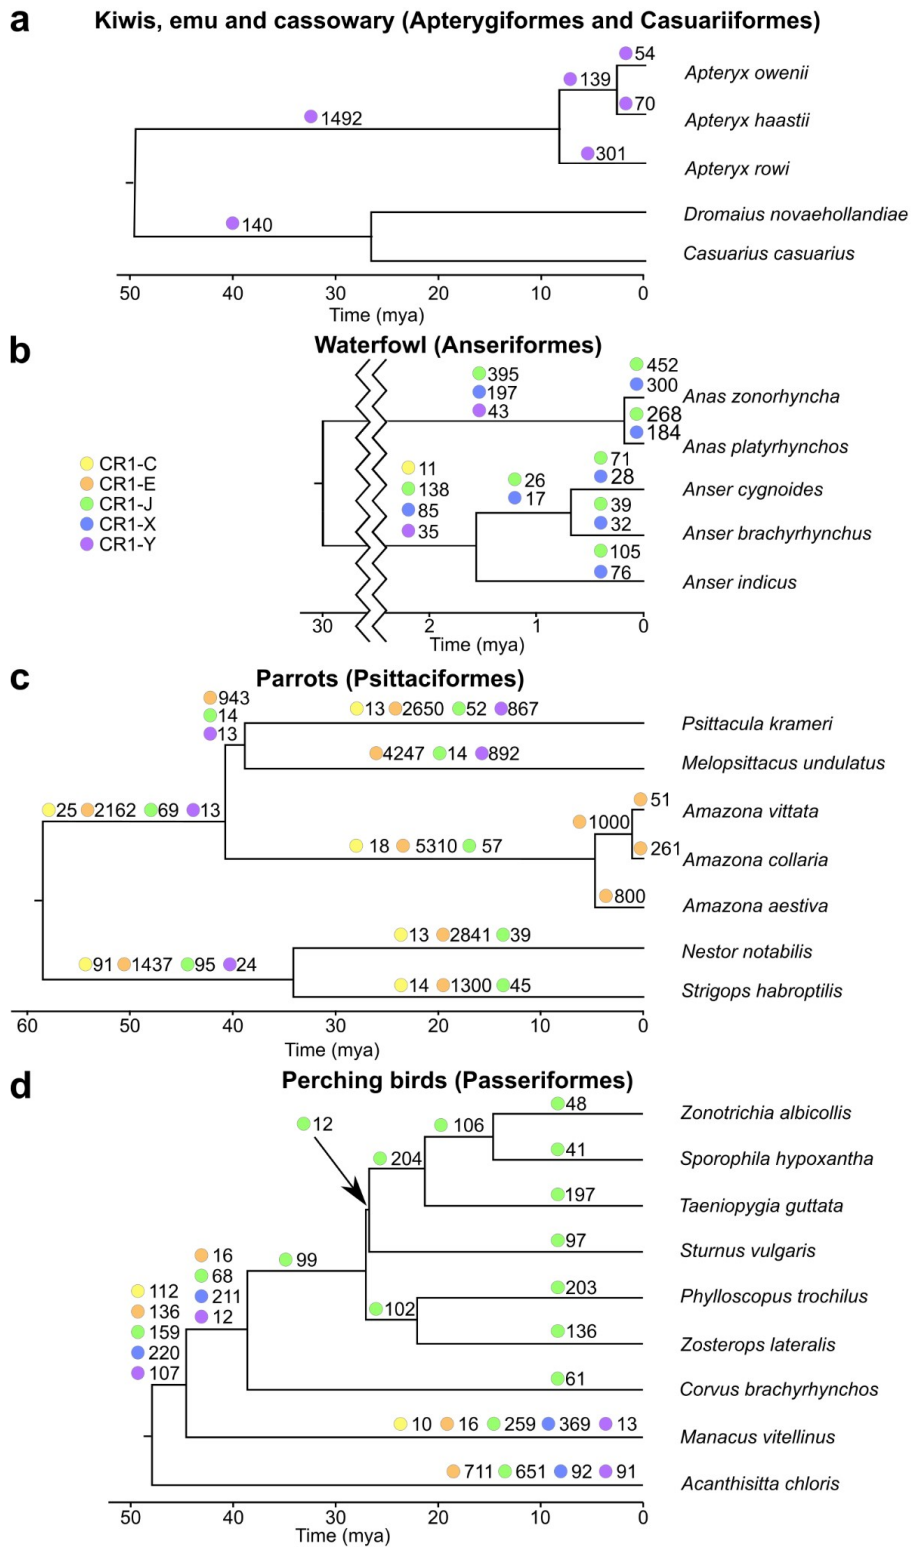 a
Kiwis, emu and cassowary (Apterygiformes and Casuariiformes)
54
139
Apteryx owenii
70
1492
Apteryx haastii
301
Apteryx rowi
Dromaius novaehollandiae
140
Casuarius casuarius
50 40 30 20 10 0
Time (mya)
b
Waterfowl (Anseriformes)
452
395
300
197
Anas zonorhyncha
43
268
184
Anas platyrhynchos
CR1-C
CR1-E
CR1-J
CR1-X
CR1-Y
11
138
85
35
26
17
71
28
Anser cygnoides
39
32
Anser brachyrhynchus
105
76
Anser indicus
30 2 1 0
Time (mya)
c
Parrots (Psittaciformes)
943
14
13
13 2650 52 867
Psittacula krameri
4247 14 892
Melopsittacus undulatus
25 2162 69 13
51
Amazona vittata
1000
18 5310 57
261
Amazona collaria
800
Amazona aestiva
13 2841 39
Nestor notabilis
91 1437 95 24
14 1300 45
Strigops habroptilis
60 50 40 30 20 10 0
Time (mya)
d
Perching birds (Passeriformes)
48
Zonotrichia albicollis
12
106
41
Sporophila hypoxantha
204
197
Taeniopygia guttata
97
Sturnus vulgaris
99
16
68
211
12
203
Phylloscopus trochilus
102
136
Zosterops lateralis
112
136
159
220
107
61
Corvus brachyrhynchos
10 16 259 369 13
Manacus vitellinus
711 651 92 91
Acanthisitta chloris
50 40 30 20 10 0
Time (mya)